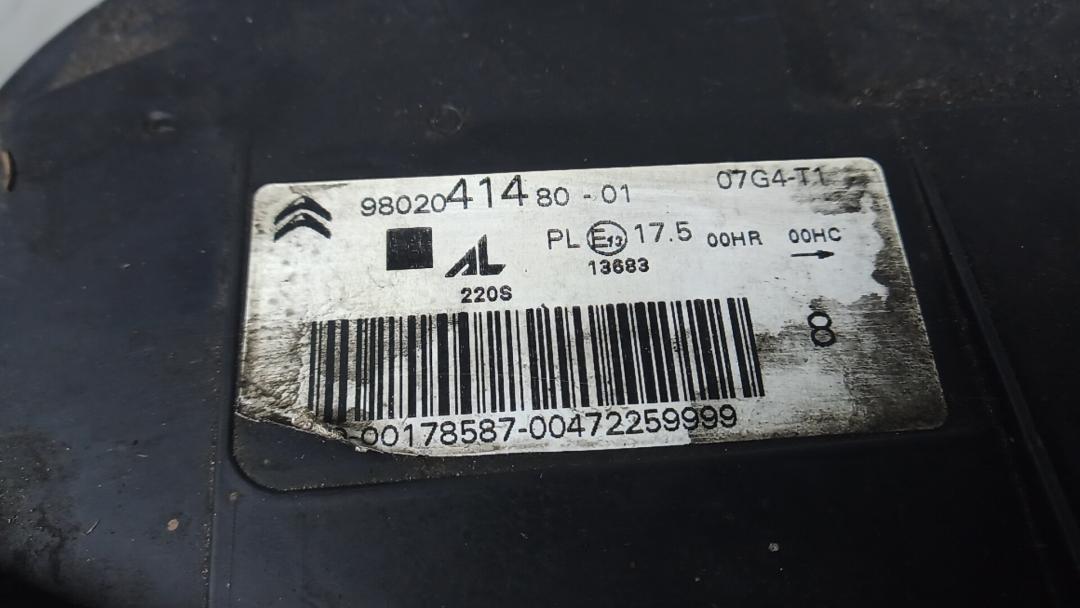 9802041480 - 01
07G4-T1
PL E13 17.5 00HR 00HC
13683
AL
220S
8
-00178587-00472259999